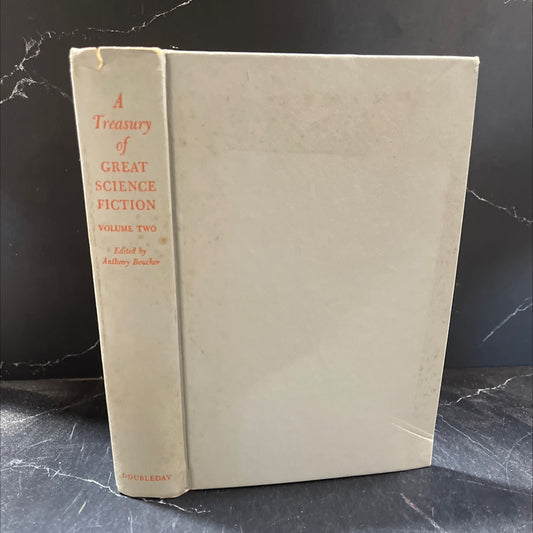 A
Treasury
of
GREAT
SCIENCE
FICTION
VOLUME TWO
Edited by
Anthony Boucher
DOUBLEDAY